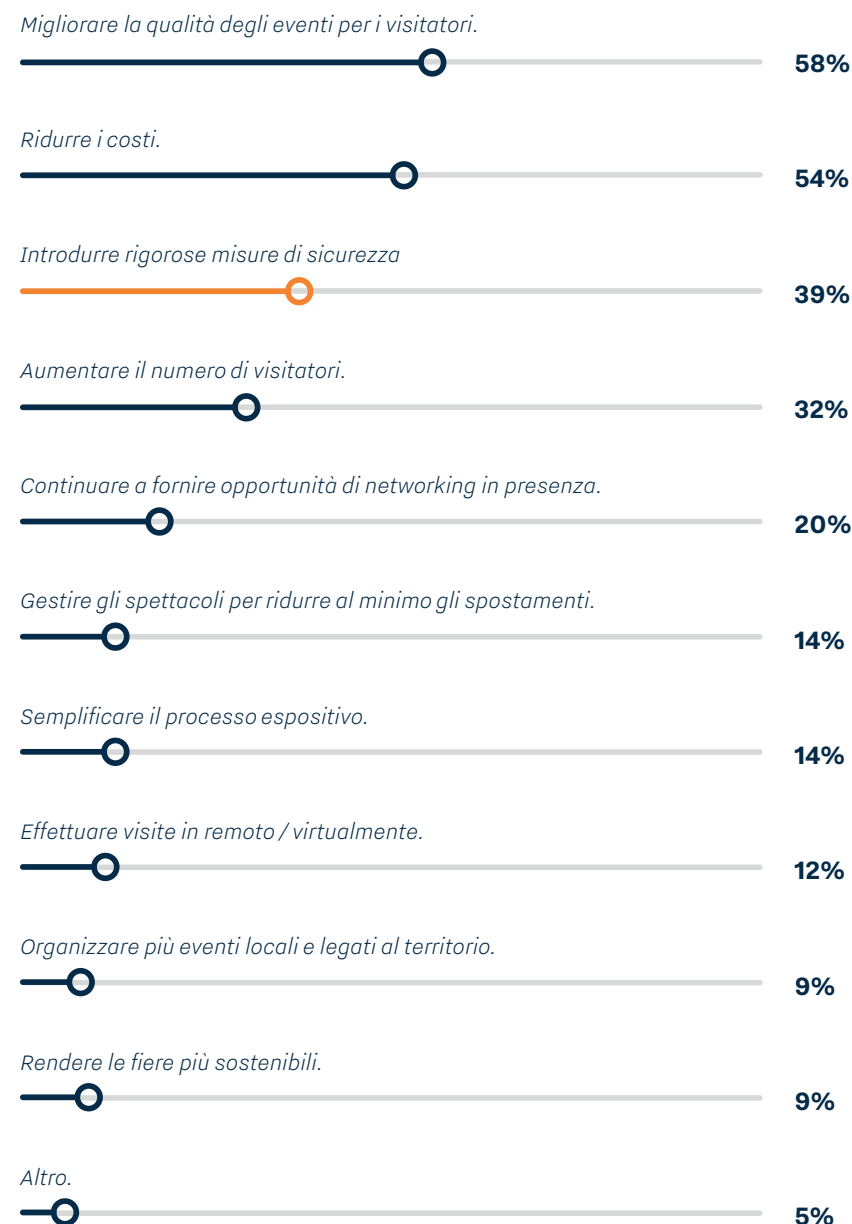 Migliorare la qualità degli eventi per i visitatori.
58%
Ridurre i costi.
54%
Introdurre rigorose misure di sicurezza
39%
Aumentare il numero di visitatori.
32%
Continuare a fornire opportunità di networking in presenza.
20%
Gestire gli spettacoli per ridurre al minimo gli spostamenti.
14%
Semplificare il processo espositivo.
14%
Effettuare visite in remoto / virtualmente.
12%
Organizzare più eventi locali e legati al territorio.
9%
Rendere le fiere più sostenibili.
9%
Altro.
5%